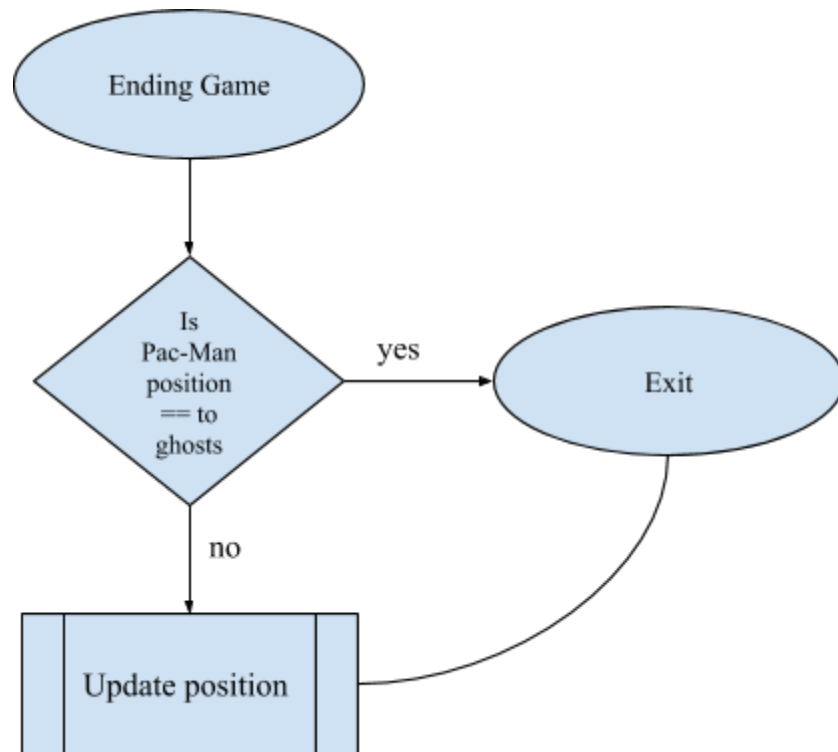 Ending Game
Is
Pac-Man
position
== to
ghosts
yes
Exit
no
Update position